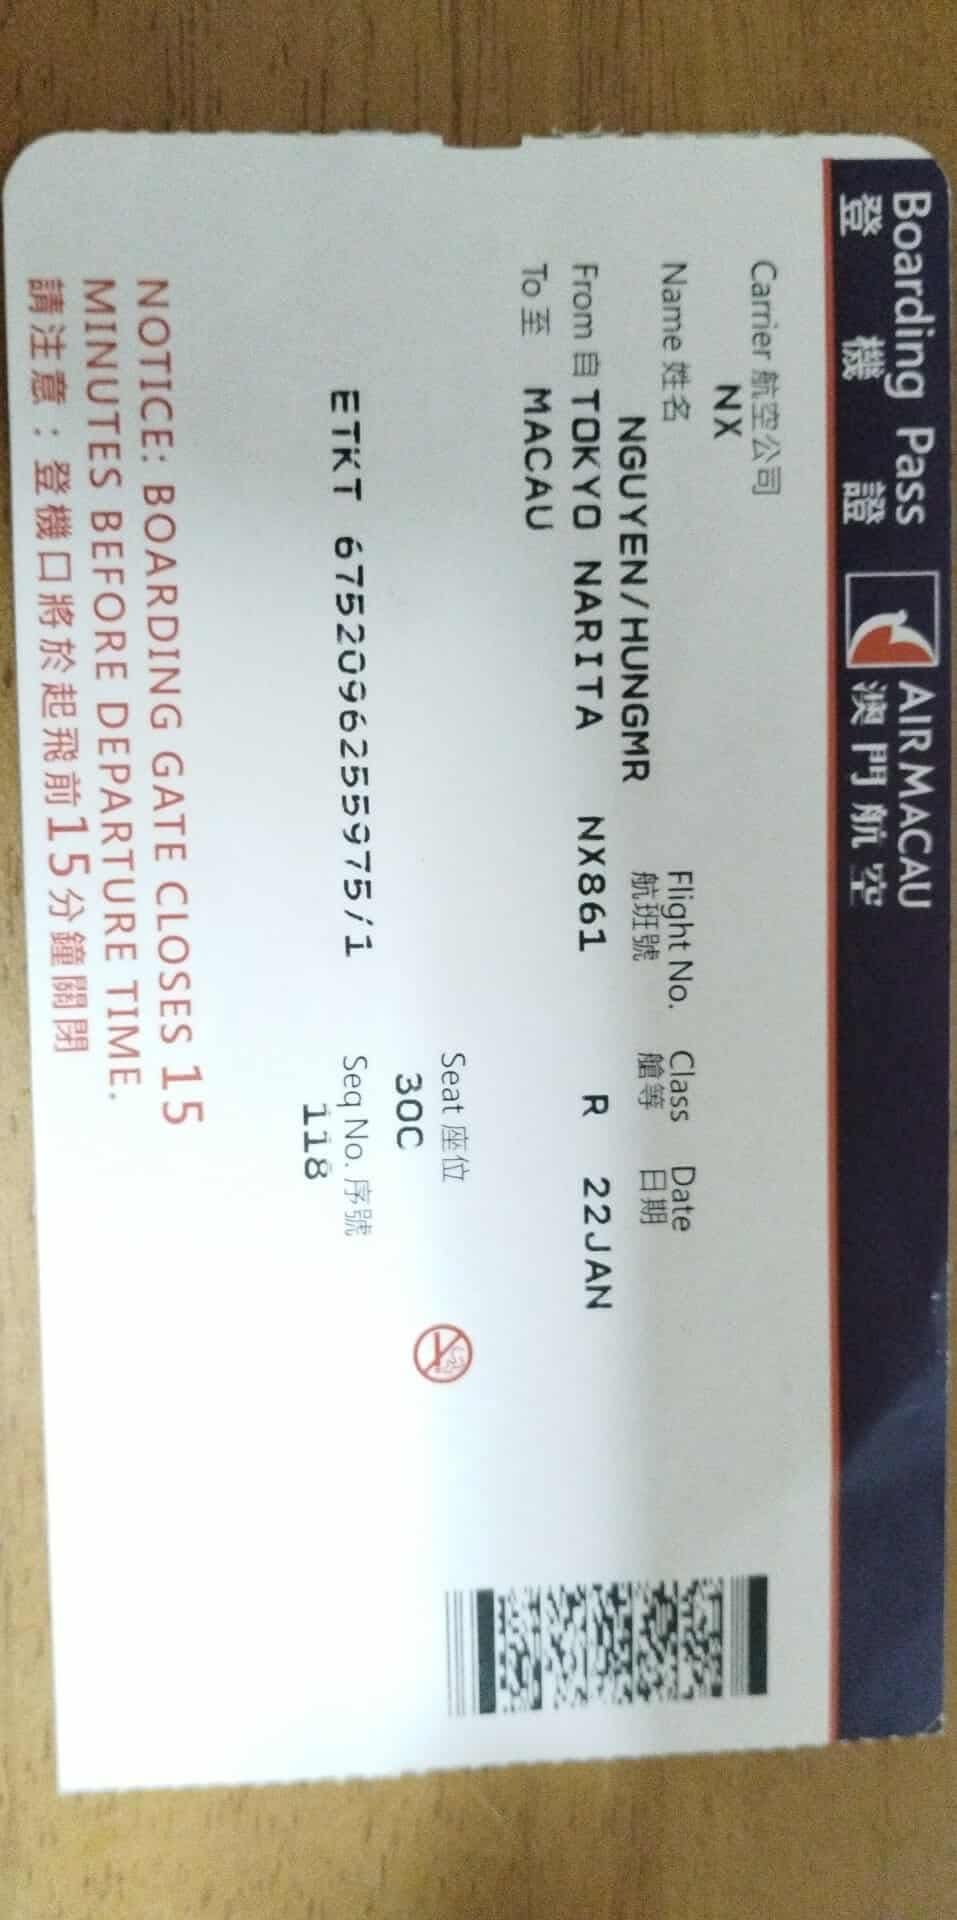 Boarding Pass AIR MACAU
登機證 澳門航空
Carrier 航空公司
NX
Name 姓名
NGUYEN/HUNGMR
Flight No. Class Date
航班號 艙等 日期
From 自 TOKYO NARITA NX861 R 22JAN
To 至 MACAU
Seat 座位
30C
ETKT 6752096255975/1
Seq No. 序號
118
NOTICE: BOARDING GATE CLOSES 15
MINUTES BEFORE DEPARTURE TIME.
請注意：登機口將於起飛前15分鐘關閉